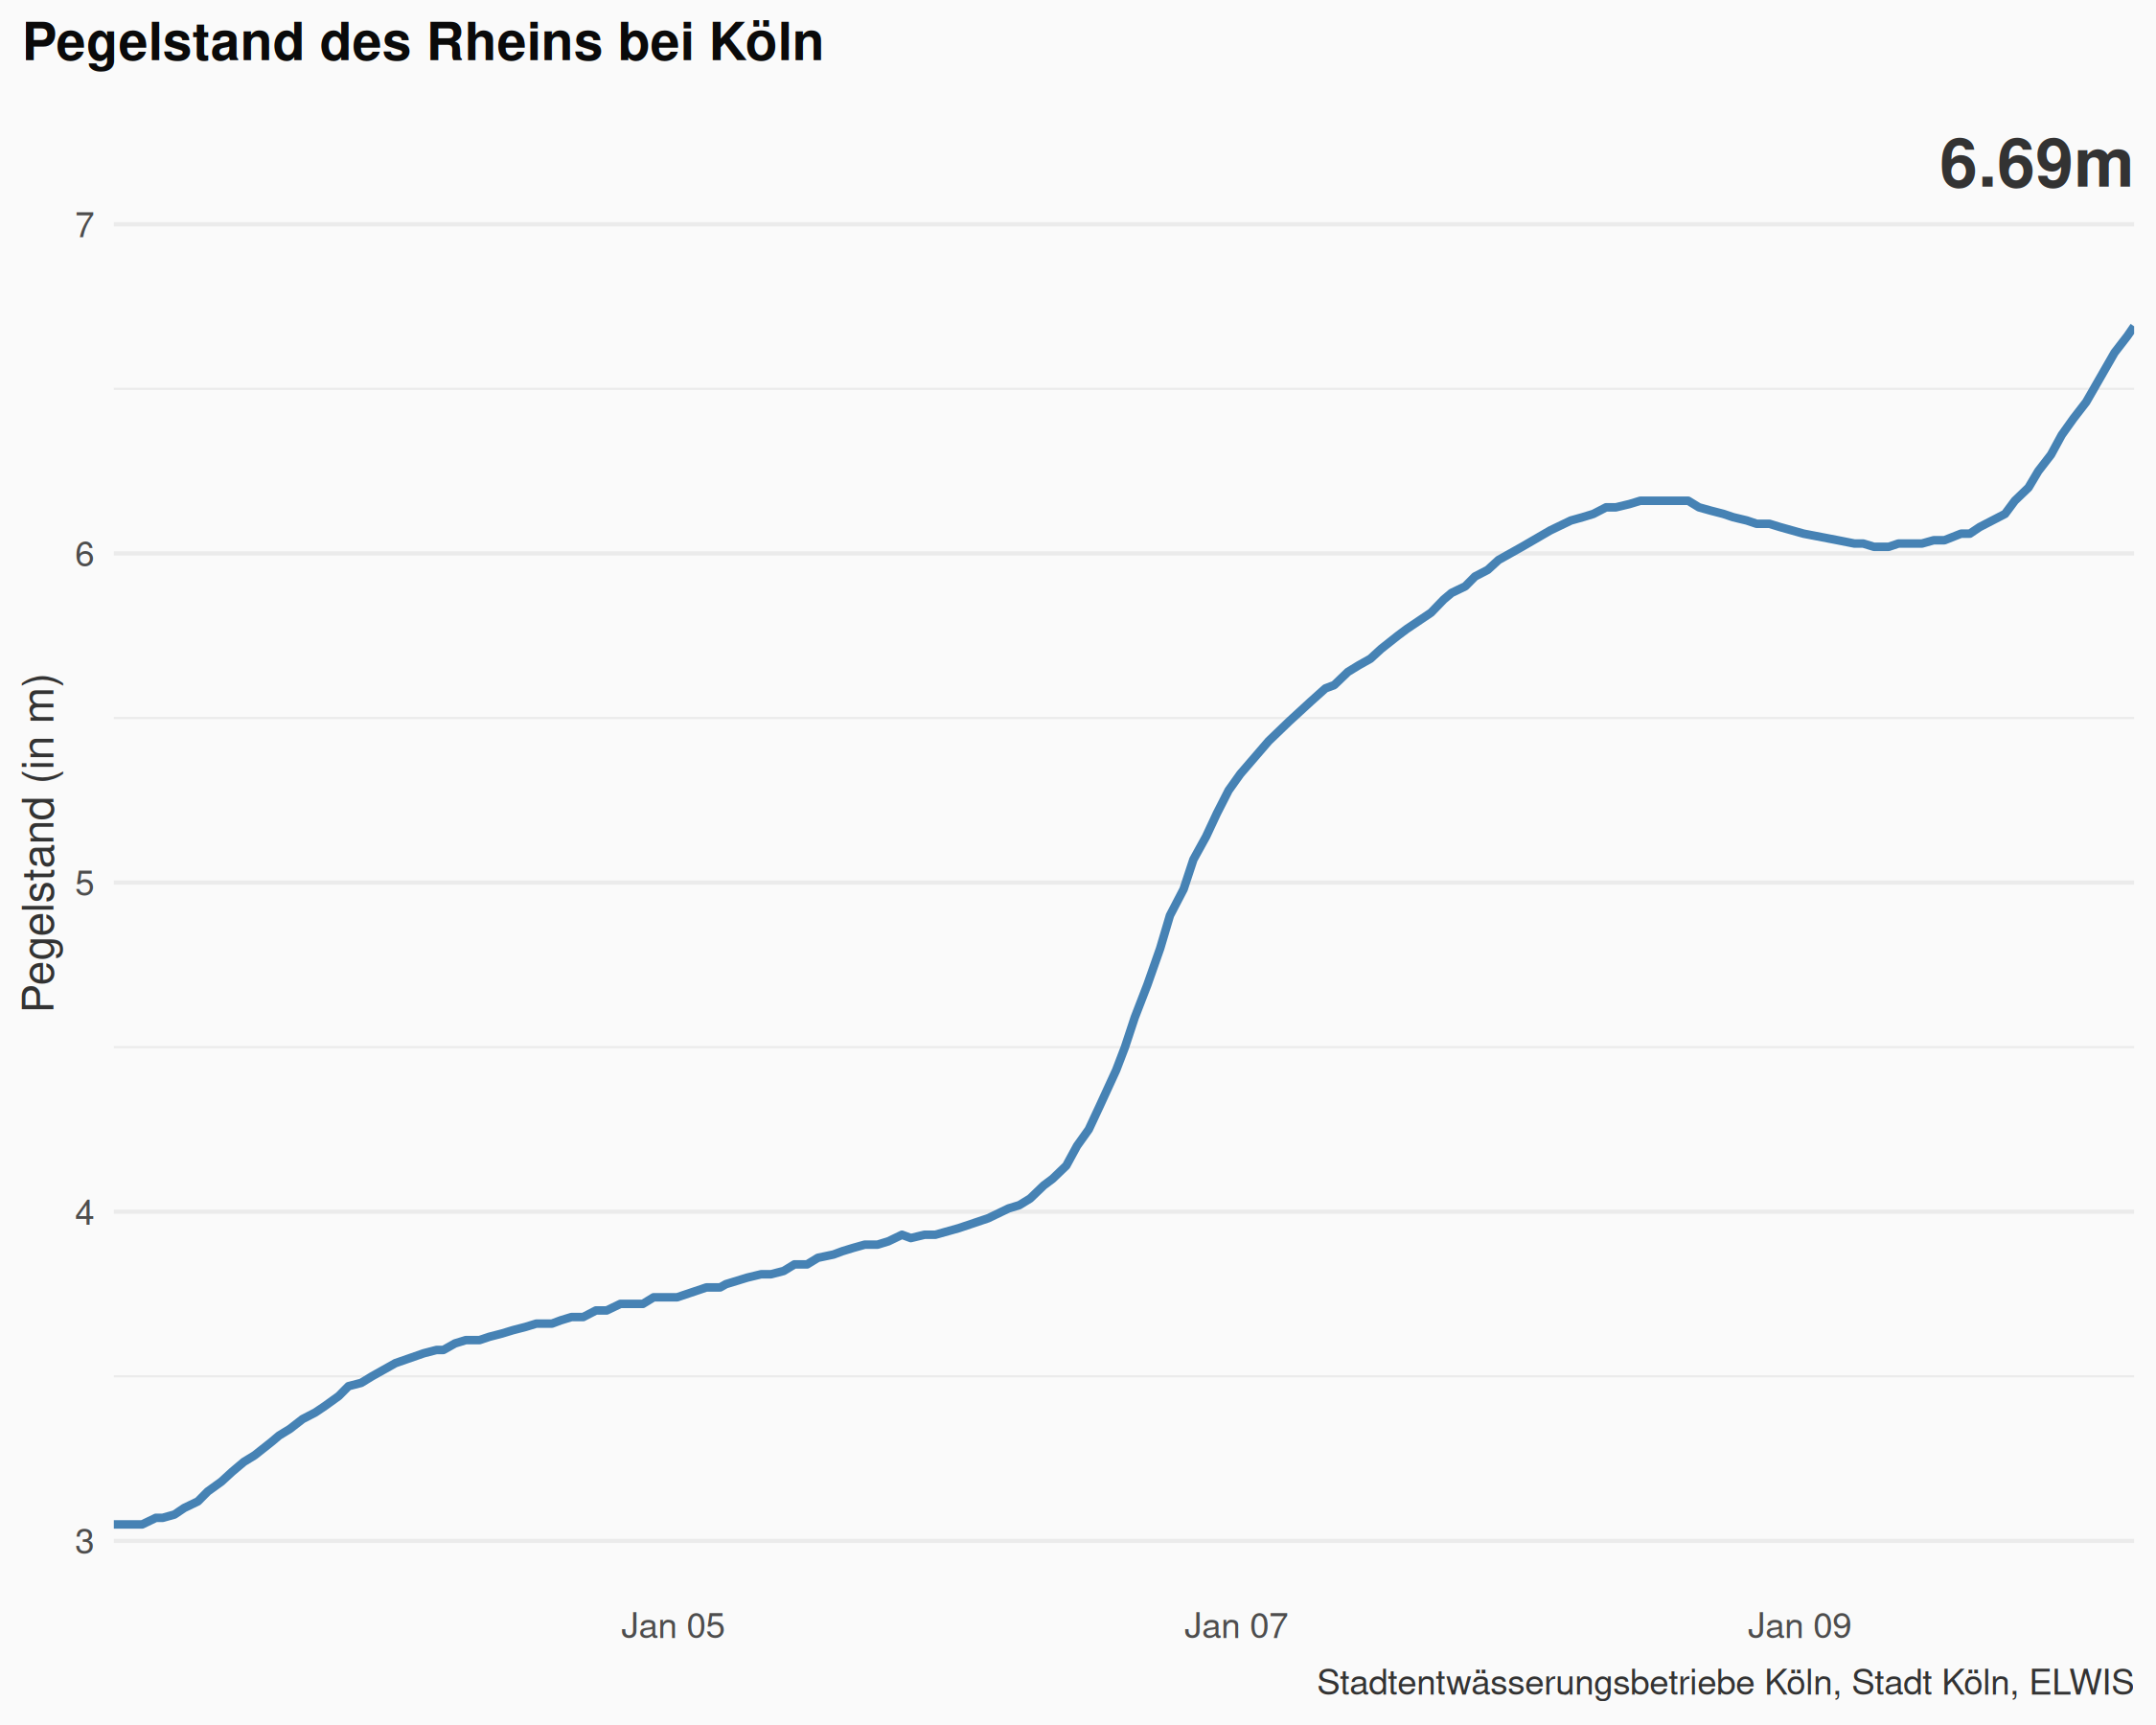 Pegelstand des Rheins bei Köln
6.69m
7
6
5
4
3
Pegelstand (in m)
Jan 05 Jan 07 Jan 09
Stadtentwässerungsbetriebe Köln, Stadt Köln, ELWIS